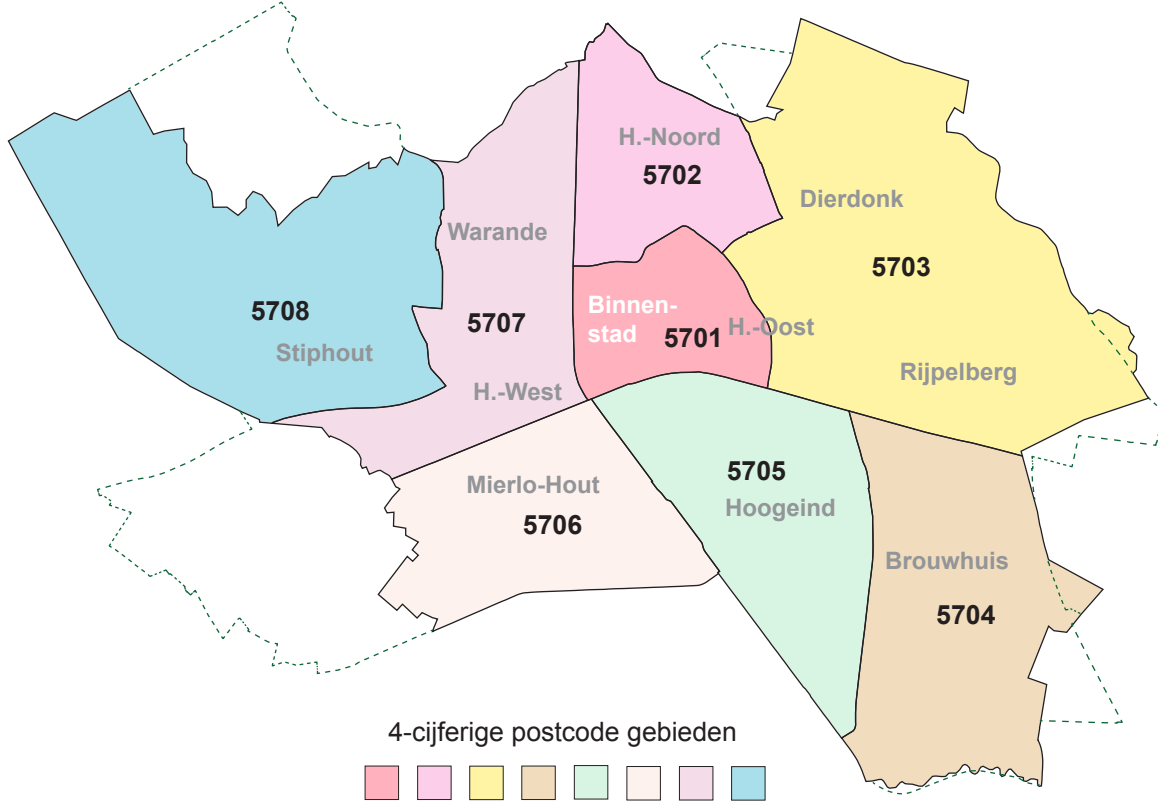 H.-Noord
5702
Dierdonk
Warande
5703
Binnen-
stad
5701
H.-Oost
5708
Stiphout
5707
H.-West
Rijpelberg
Mierlo-Hout
5706
5705
Hoogeind
Brouwhuis
5704
4-cijferige postcode gebieden